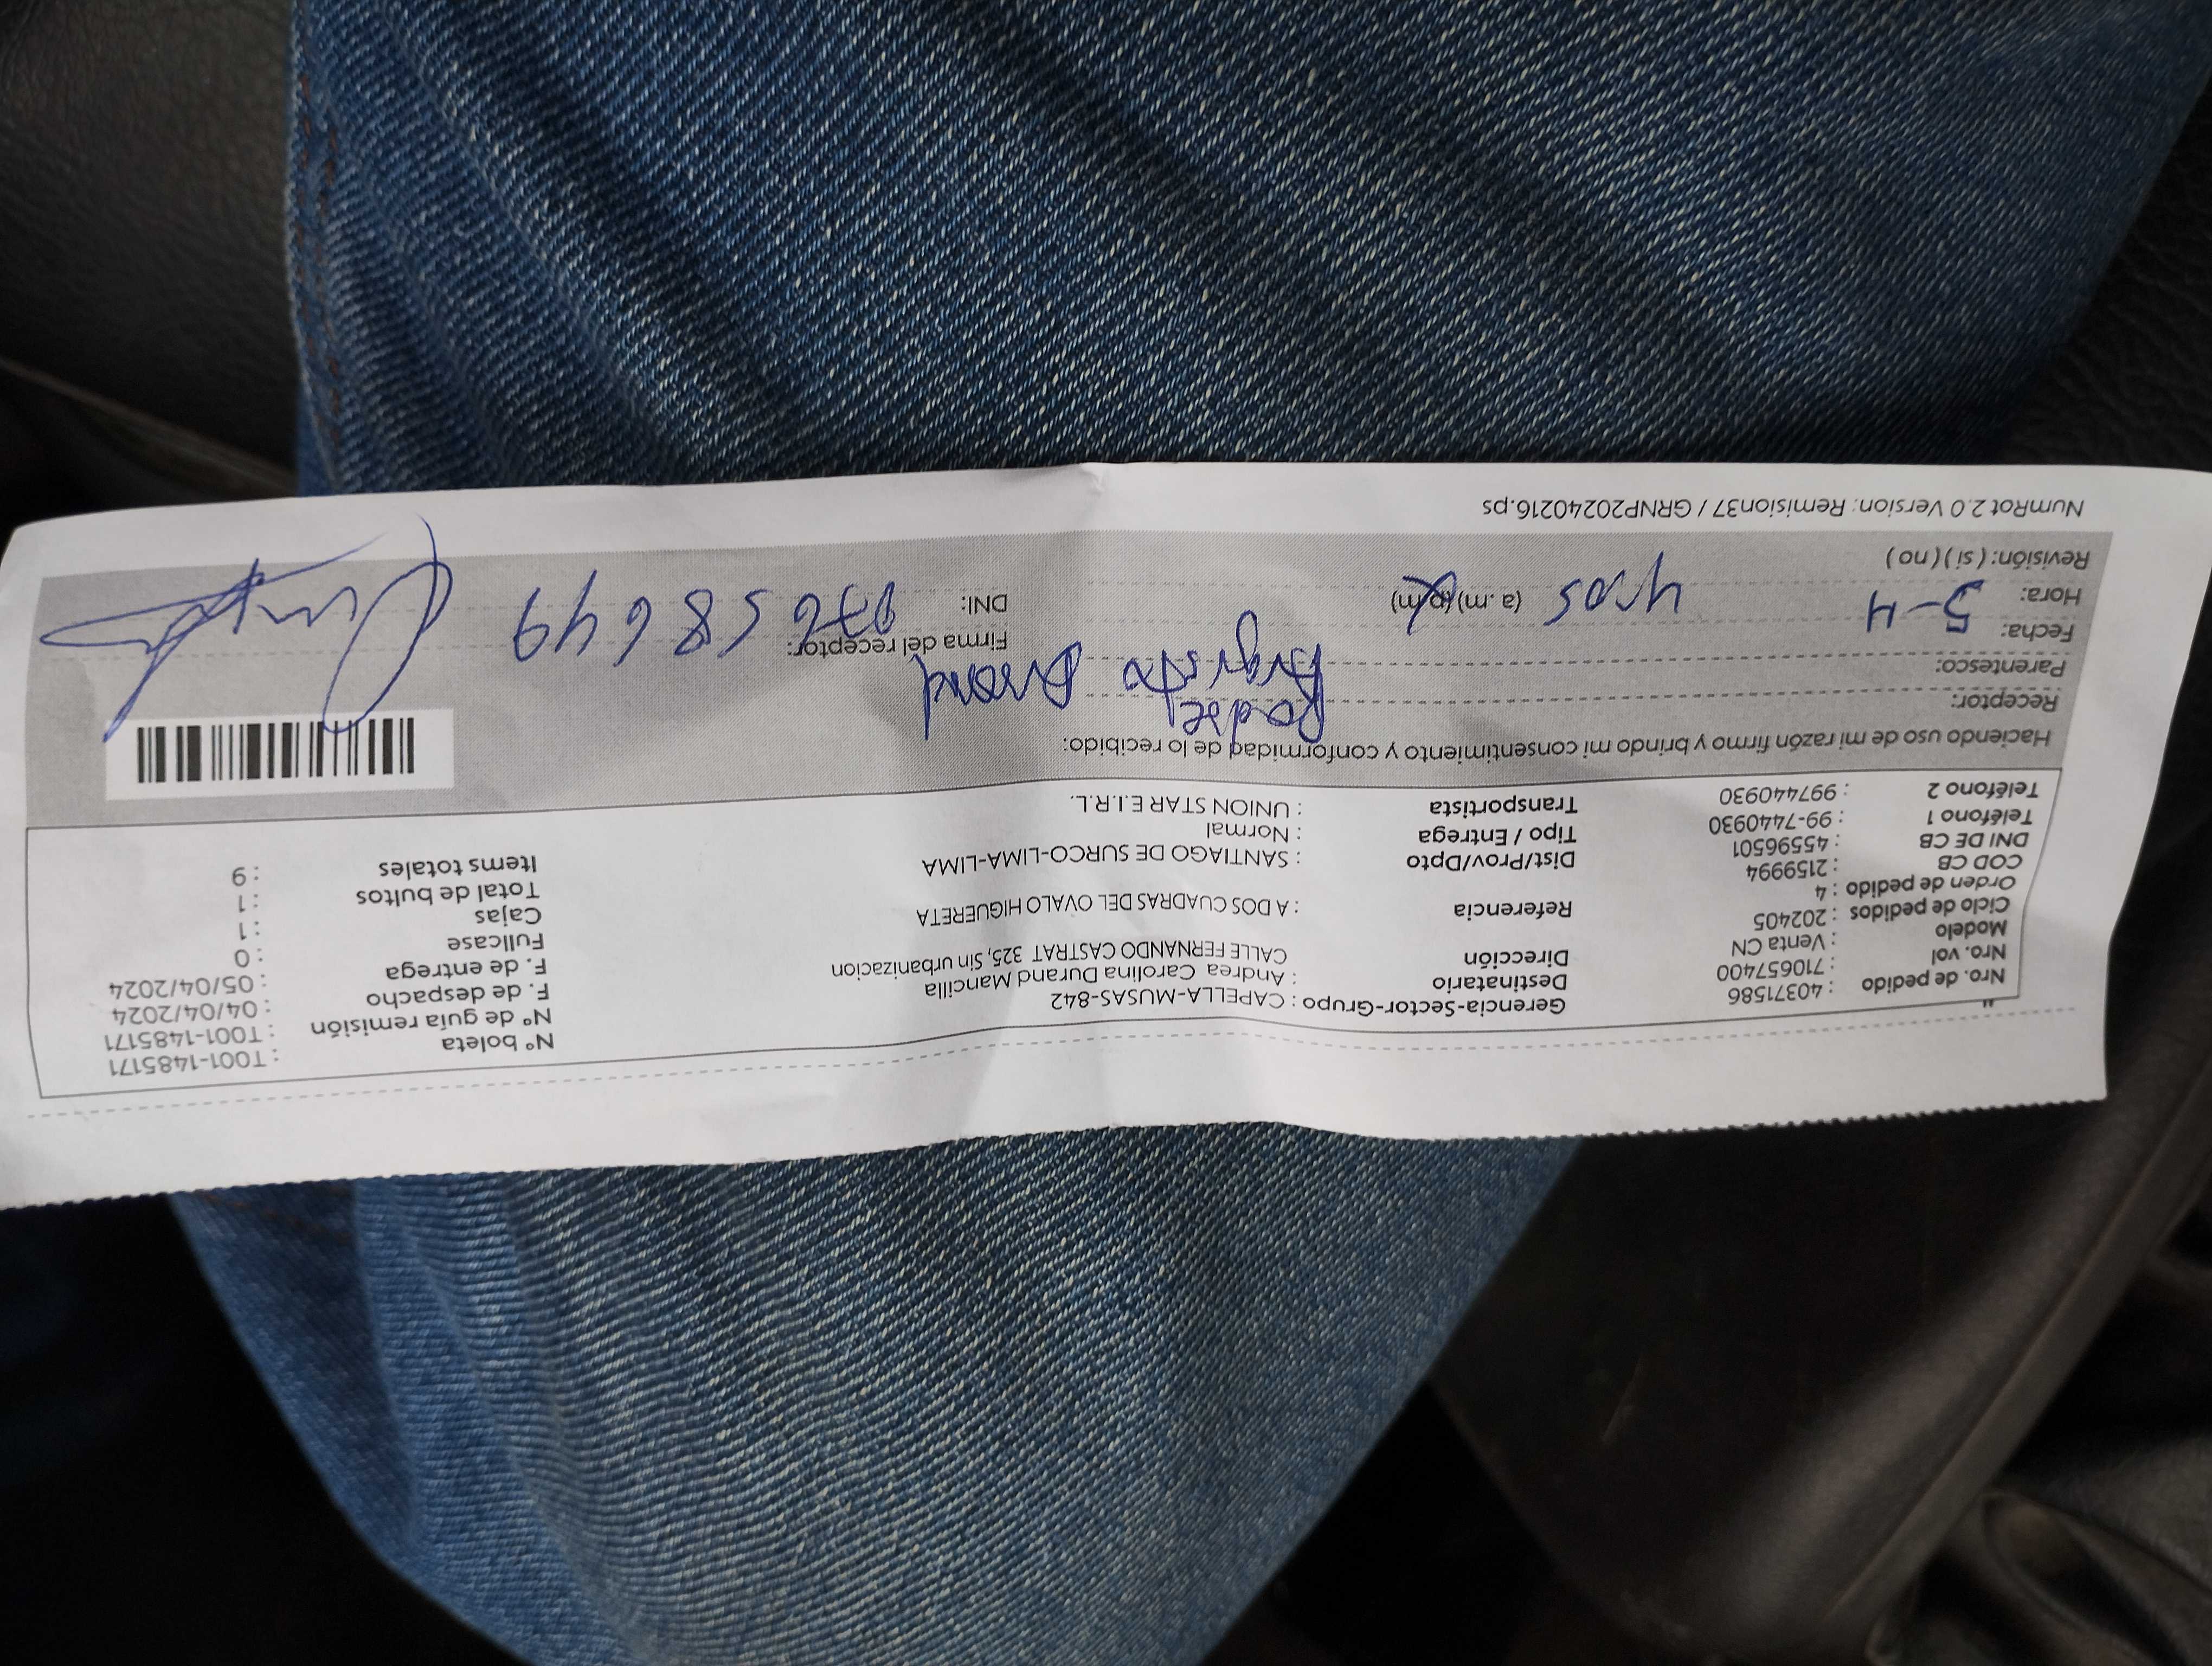 Nro. de pedido : 40371586
Nro. vol : 710657400
Modelo : Venta CN
Ciclo de pedidos : 202405
Orden de pedido : 4
COD CB : 2159994
DNI DE CB : 45596501
Teléfono 1 : 99-7440930
Teléfono 2 : 997440930
Gerencia-Sector-Grupo : CAPELLA-MUSAS-842
Destinatario : Andrea Carolina Durand Mancilla
Dirección CALLE FERNANDO CASTRAT 325, Sin urbanizacion
Referencia : A DOS CUADRAS DEL OVALO HIGUERETA
Dist/Prov/Dpto : SANTIAGO DE SURCO-LIMA-LIMA
Tipo / Entrega : Normal
Transportista : UNION STAR E.I.R.L.
N° boleta : T001-1485171
N° de guía remisión : T001-1485171
F. de despacho : 04/04/2024
F. de entrega : 05/04/2024
Fullcase : 0
Cajas : 1
Total de bultos : 1
Items totales : 9
Haciendo uso de mi razón firmo y brindo mi consentimiento y conformidad de lo recibido:
Receptor:
Parentesco: Augusto
Fecha: 5-4
Hora: (a.m) (p.m)
Revisión: ( si ) ( no )
Firma del receptor:
DNI: 07658649
NumRot 2.0 Version: Remision37 / GRNP20240216.ps